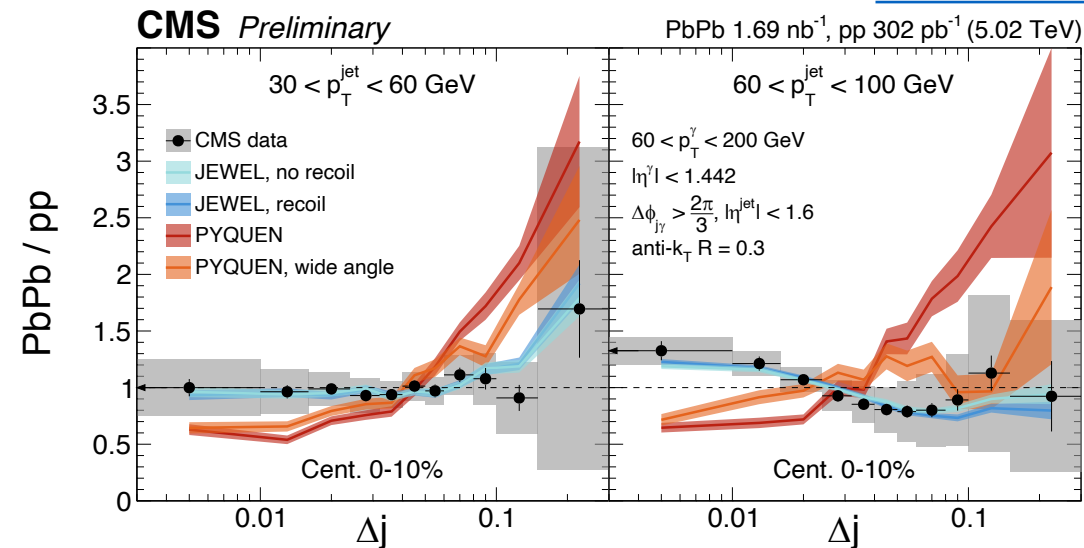 CMS Preliminary
PbPb 1.69 nb⁻¹, pp 302 pb⁻¹ (5.02 TeV)
PbPb / pp
30 < p_T^jet < 60 GeV
CMS data
JEWEL, no recoil
JEWEL, recoil
PYQUEN
PYQUEN, wide angle
Cent. 0-10%
60 < p_T^jet < 100 GeV
60 < p_T^γ < 200 GeV
|η^γ| < 1.442
Δφ_jγ > 2π/3, |η^jet| < 1.6
anti-k_T R = 0.3
Cent. 0-10%
3.5
3
2.5
2
1.5
1
0.5
0
0.01 0.1 0.01 0.1
Δj Δj